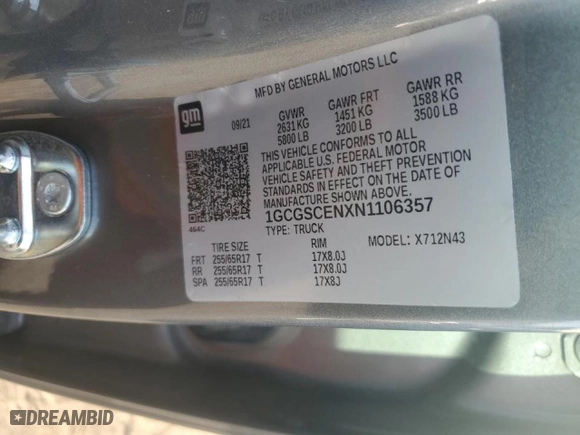 MFD BY GENERAL MOTORS LLC
gm
09/21
GVWR GAWR FRT GAWR RR
2631 KG 1451 KG 1588 KG
5800 LB 3200 LB 3500 LB
THIS VEHICLE CONFORMS TO ALL
APPLICABLE U.S. FEDERAL MOTOR
VEHICLE SAFETY AND THEFT
PREVENTION STANDARDS IN
EFFECT ON THE DATE OF
MANUFACTURE SHOWN ABOVE.
1GCGSCENXN1106357
464C
TYPE: TRUCK
MODEL: X712N43
TIRE SIZE RIM
FRT 255/65R17 T 17X8.0J
RR 255/65R17 T 17X8.0J
SPA 255/65R17 T 17X8J
DREAMBID